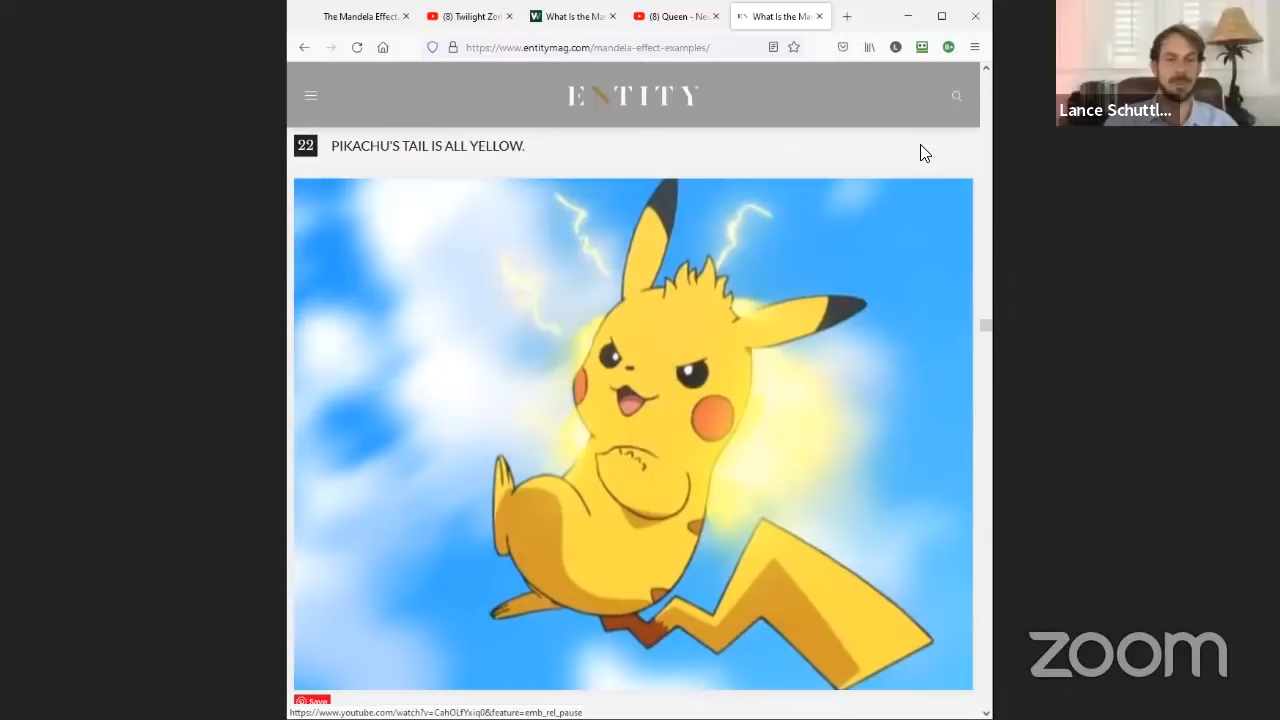 The Mandela Effect.
(8) Twilight Zon
What Is the Ma
(8) Queen - Ne
What Is the Ma
https://www.entitymag.com/mandela-effect-examples/
ENTITY
22 PIKACHU'S TAIL IS ALL YELLOW.
Save
https://www.youtube.com/watch?v=CahOLfYxiq0&feature=emb_rel_pause
Lance Schuttl...
zoom